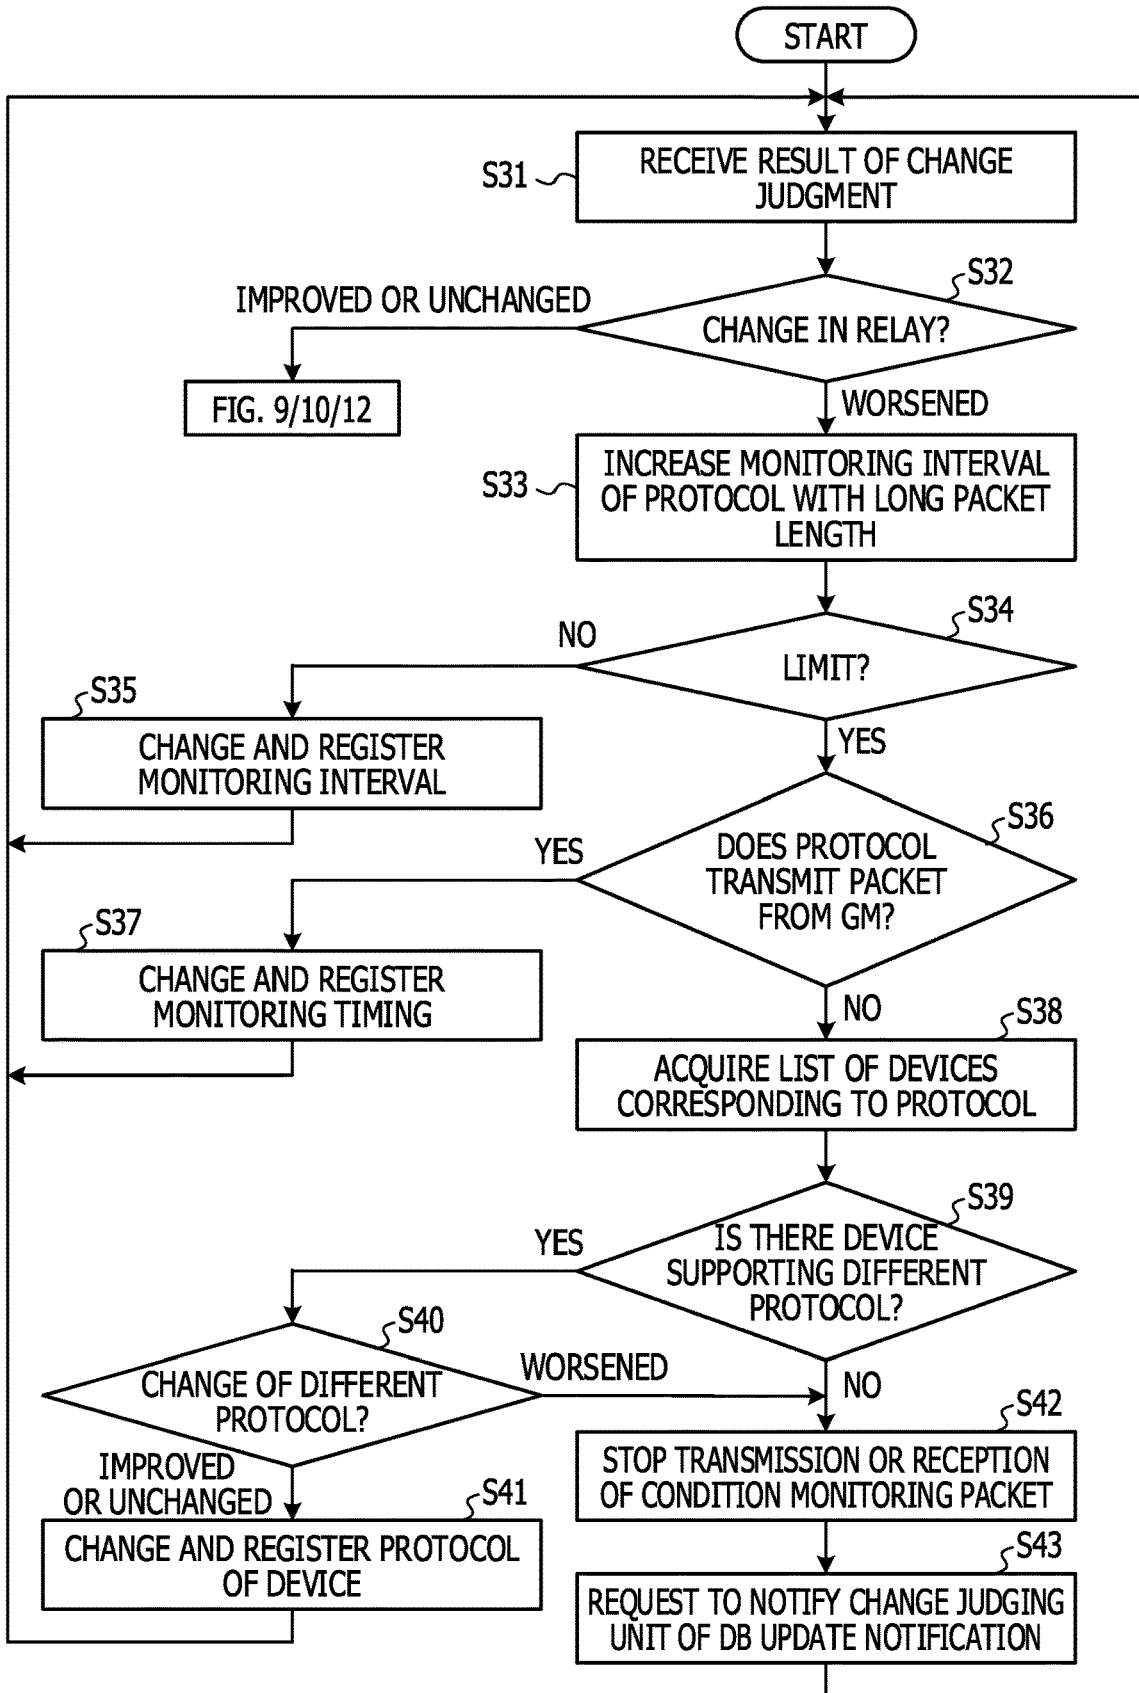 START
S31
RECEIVE RESULT OF CHANGE
JUDGMENT
S32
IMPROVED OR UNCHANGED
CHANGE IN RELAY?
FIG. 9/10/12
WORSENED
S33
INCREASE MONITORING INTERVAL
OF PROTOCOL WITH LONG PACKET
LENGTH
S34
NO
LIMIT?
S35
CHANGE AND REGISTER
MONITORING INTERVAL
YES
S36
YES
DOES PROTOCOL
TRANSMIT PACKET
FROM GM?
S37
CHANGE AND REGISTER
MONITORING TIMING
NO
S38
ACQUIRE LIST OF DEVICES
CORRESPONDING TO PROTOCOL
S39
YES
IS THERE DEVICE
SUPPORTING DIFFERENT
PROTOCOL?
S40
WORSENED
CHANGE OF DIFFERENT
PROTOCOL?
NO
S42
STOP TRANSMISSION OR RECEPTION
OF CONDITION MONITORING PACKET
IMPROVED
OR UNCHANGED
S41
CHANGE AND REGISTER PROTOCOL
OF DEVICE
S43
REQUEST TO NOTIFY CHANGE JUDGING
UNIT OF DB UPDATE NOTIFICATION